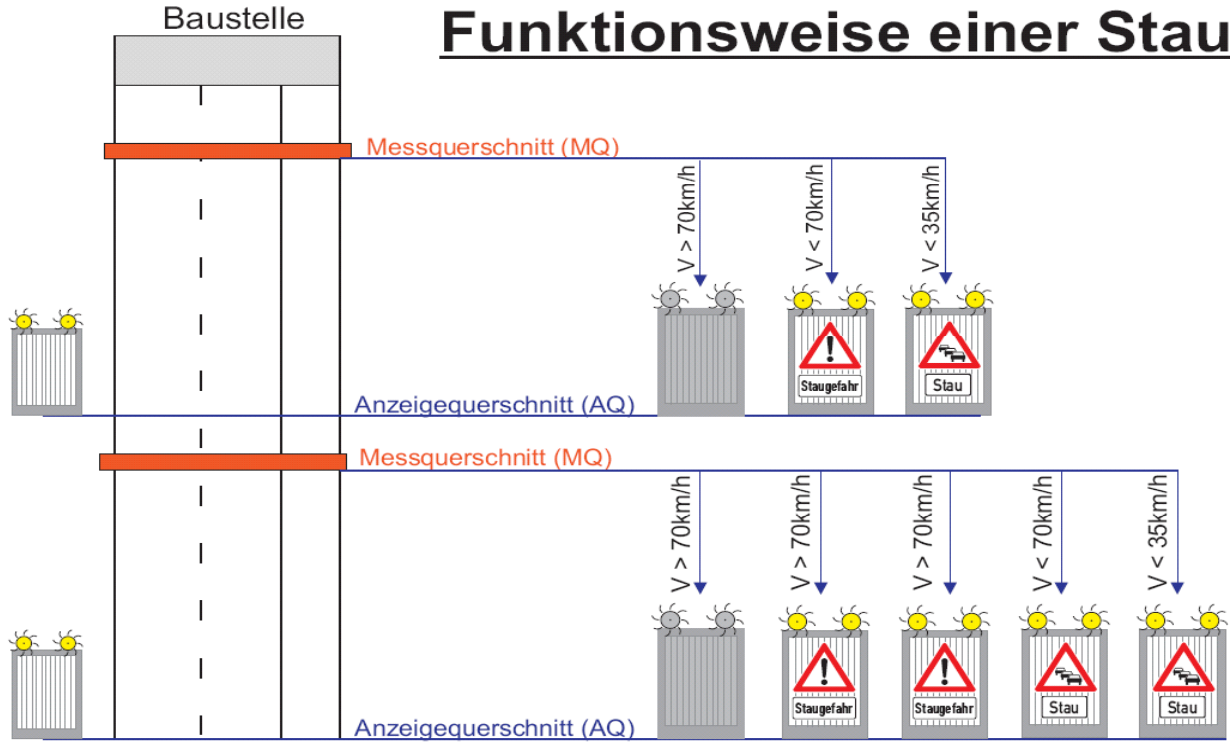 Baustelle
Funktionsweise einer Stau
Messquerschnitt (MQ)
V > 70km/h
V < 70km/h
V < 35km/h
Staugefahr
Stau
Anzeigequerschnitt (AQ)
Messquerschnitt (MQ)
V > 70km/h
V > 70km/h
V > 70km/h
V < 70km/h
V < 35km/h
Staugefahr
Staugefahr
Stau
Stau
Anzeigequerschnitt (AQ)